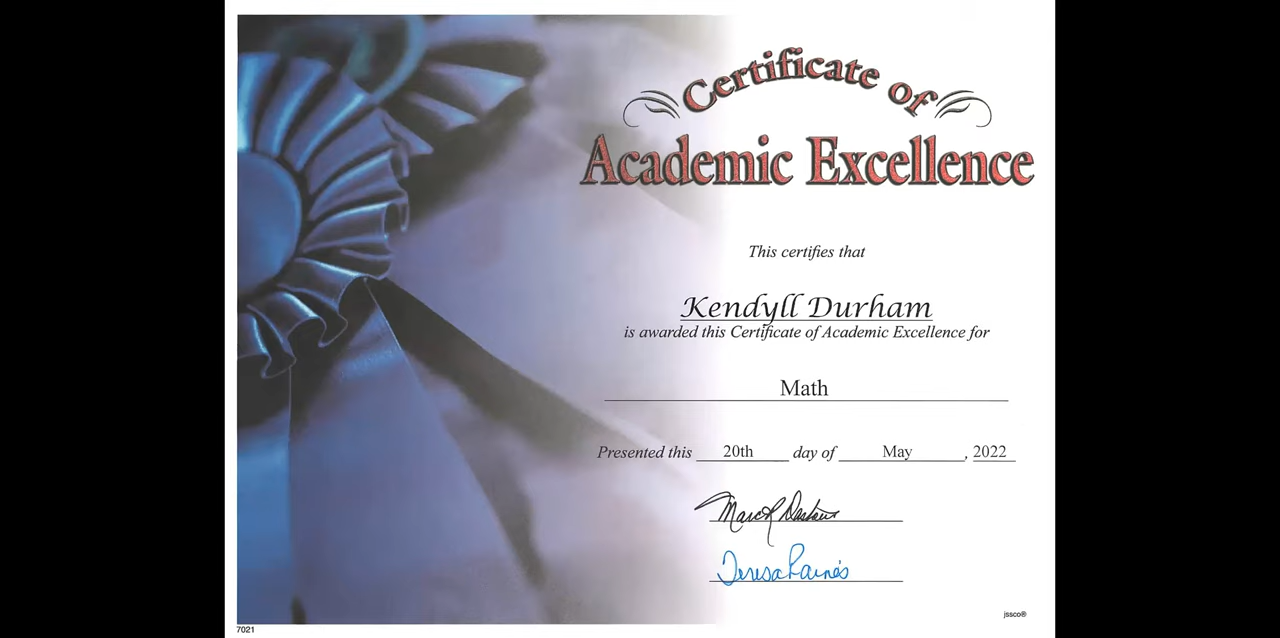 Certificate of
Academic Excellence
This certifies that
Kendyll Durham
is awarded this Certificate of Academic Excellence for
Math
Presented this 20th day of May, 2022
Teresa
jssco®
7021